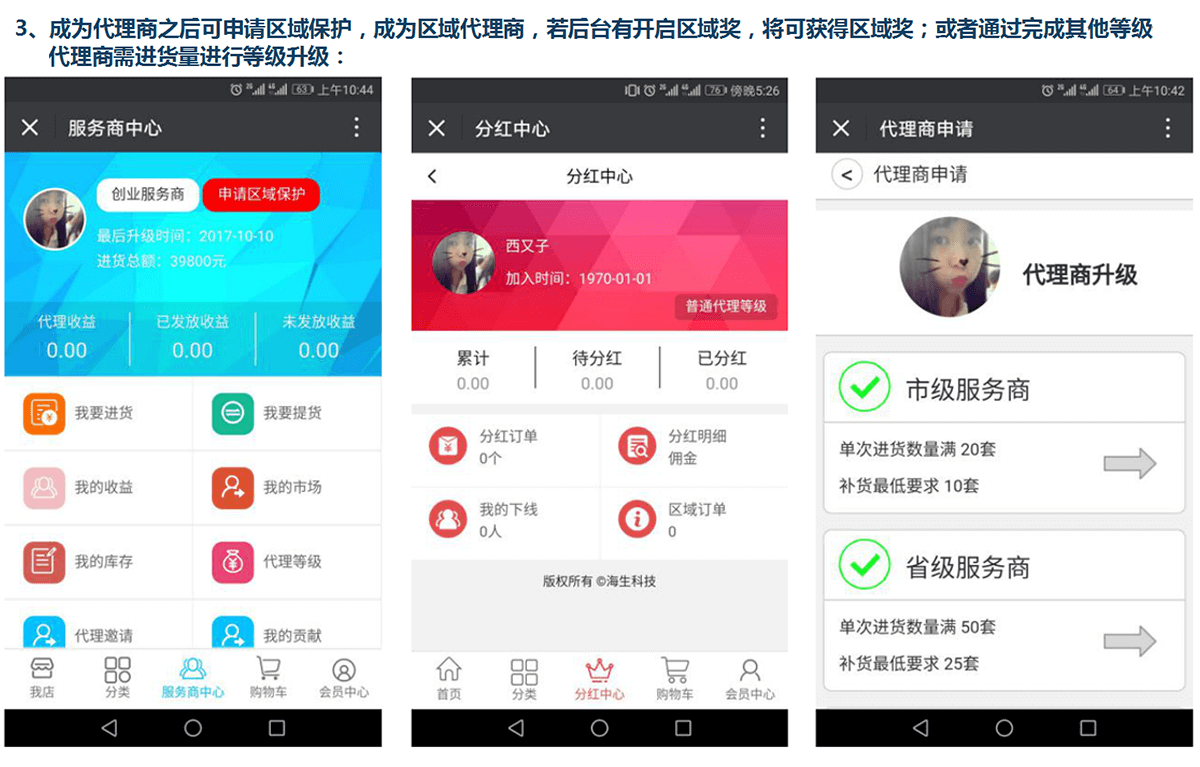 3、成为代理商之后可申请区域保护，成为区域代理商，若后台有开启区域奖，将可获得区域奖；或者通过完成其他等级
代理商需进货量进行等级升级：
63 上午10:44
服务商中心
创业服务商 申请区域保护
最后升级时间：2017-10-10
进货总额：39800元
代理收益 已发放收益 未发放收益
0.00 0.00 0.00
我要进货 我要提货
我的收益 我的市场
我的库存 代理等级
代理邀请 我的贡献
我店 分类 服务商中心 购物车 会员中心
76 傍晚5:26
分红中心
分红中心
西又子
加入时间：1970-01-01
普通代理等级
累计 待分红 已分红
0.00 0.00 0.00
分红订单 分红明细
0个 佣金
我的下线 区域订单
0人 0
版权所有 ©海生科技
首页 分类 分红中心 购物车 会员中心
64 上午10:42
代理商申请
代理商申请
代理商升级
市级服务商
单次进货数量满 20套
补货最低要求 10套
省级服务商
单次进货数量满 50套
补货最低要求 25套